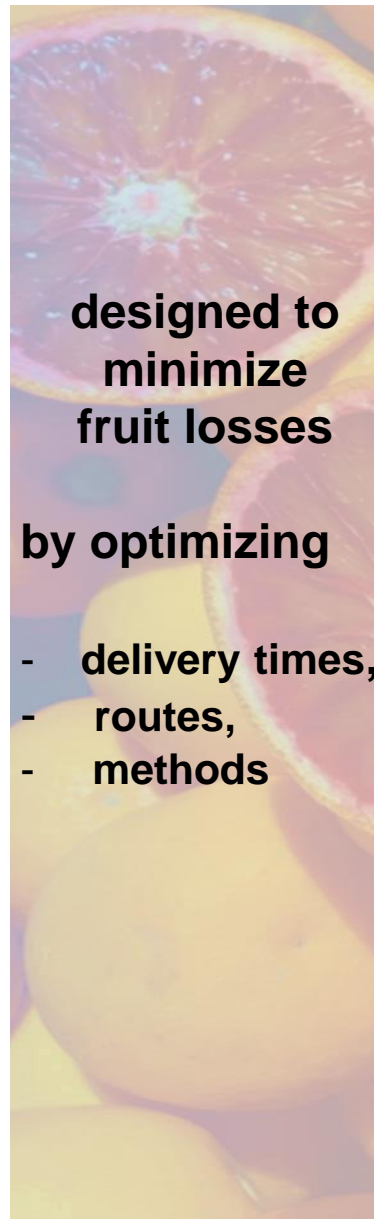 designed to
minimize
fruit losses
by optimizing
- delivery times,
- routes,
- methods